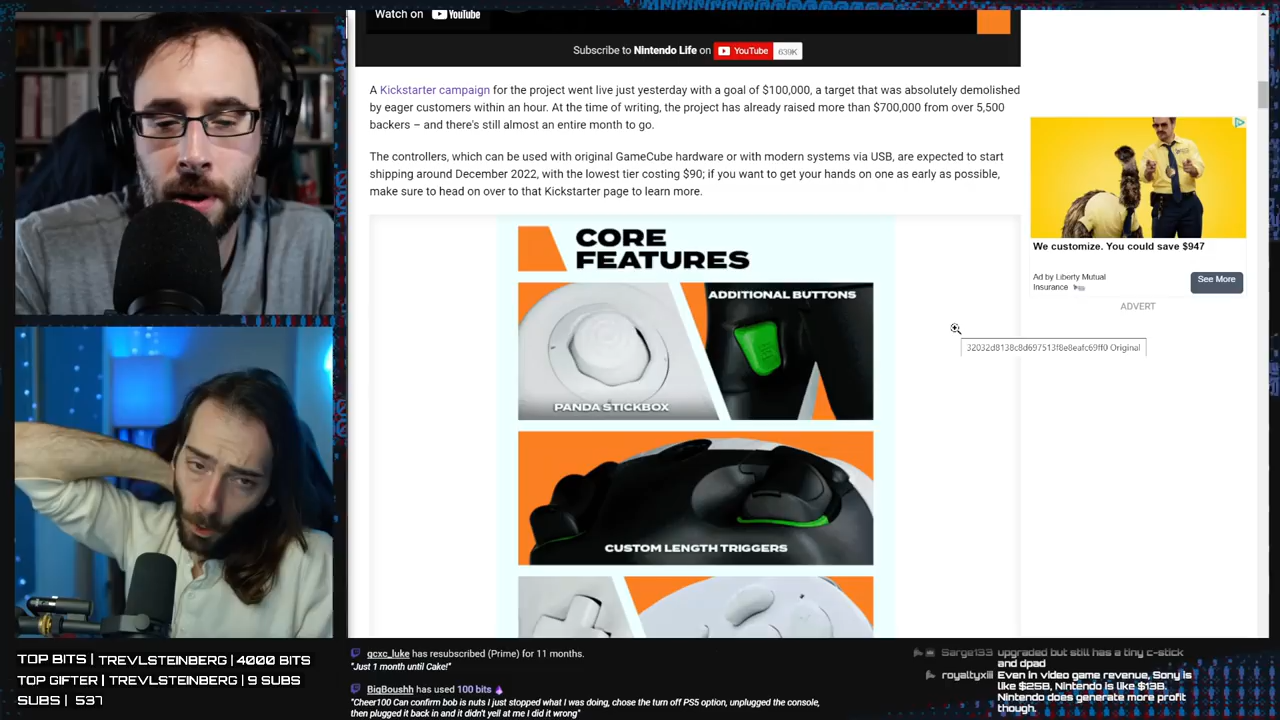 Watch on YouTube
Subscribe to Nintendo Life on YouTube 639K
A Kickstarter campaign for the project went live just yesterday with a goal of $100,000, a target that was absolutely demolished
by eager customers within an hour. At the time of writing, the project has already raised more than $700,000 from over 5,500
backers – and there's still almost an entire month to go.
The controllers, which can be used with original GameCube hardware or with modern systems via USB, are expected to start
shipping around December 2022, with the lowest tier costing $90; if you want to get your hands on one as early as possible,
make sure to head on over to that Kickstarter page to learn more.
CORE
FEATURES
ADDITIONAL BUTTONS
PANDA STICKBOX
CUSTOM LENGTH TRIGGERS
We customize. You could save $947
Ad by Liberty Mutual
Insurance
See More
ADVERT
32032d8138c8d697513f8e8eafc69ff0 Original
TOP BITS | TREVLSTEINBERG | 4000 BITS
TOP GIFTER | TREVLSTEINBERG | 9 SUBS
SUBS | 537
gcxc_luke has resubscribed (Prime) for 11 months.
"Just 1 month until Cake!"
BigBoushh has used 100 bits
"Cheer100 Can confirm bob is nuts I just stopped what I was doing, chose the turn off PS5 option, unplugged the console,
then plugged it back in and it didn't yell at me I did it wrong"
Sarge133 upgraded but still has a tiny c-stick
and dpad
royaltyxiii Even in video game revenue, Sony is
like $25B, Nintendo is like $13B.
Nintendo does generate more profit
though.